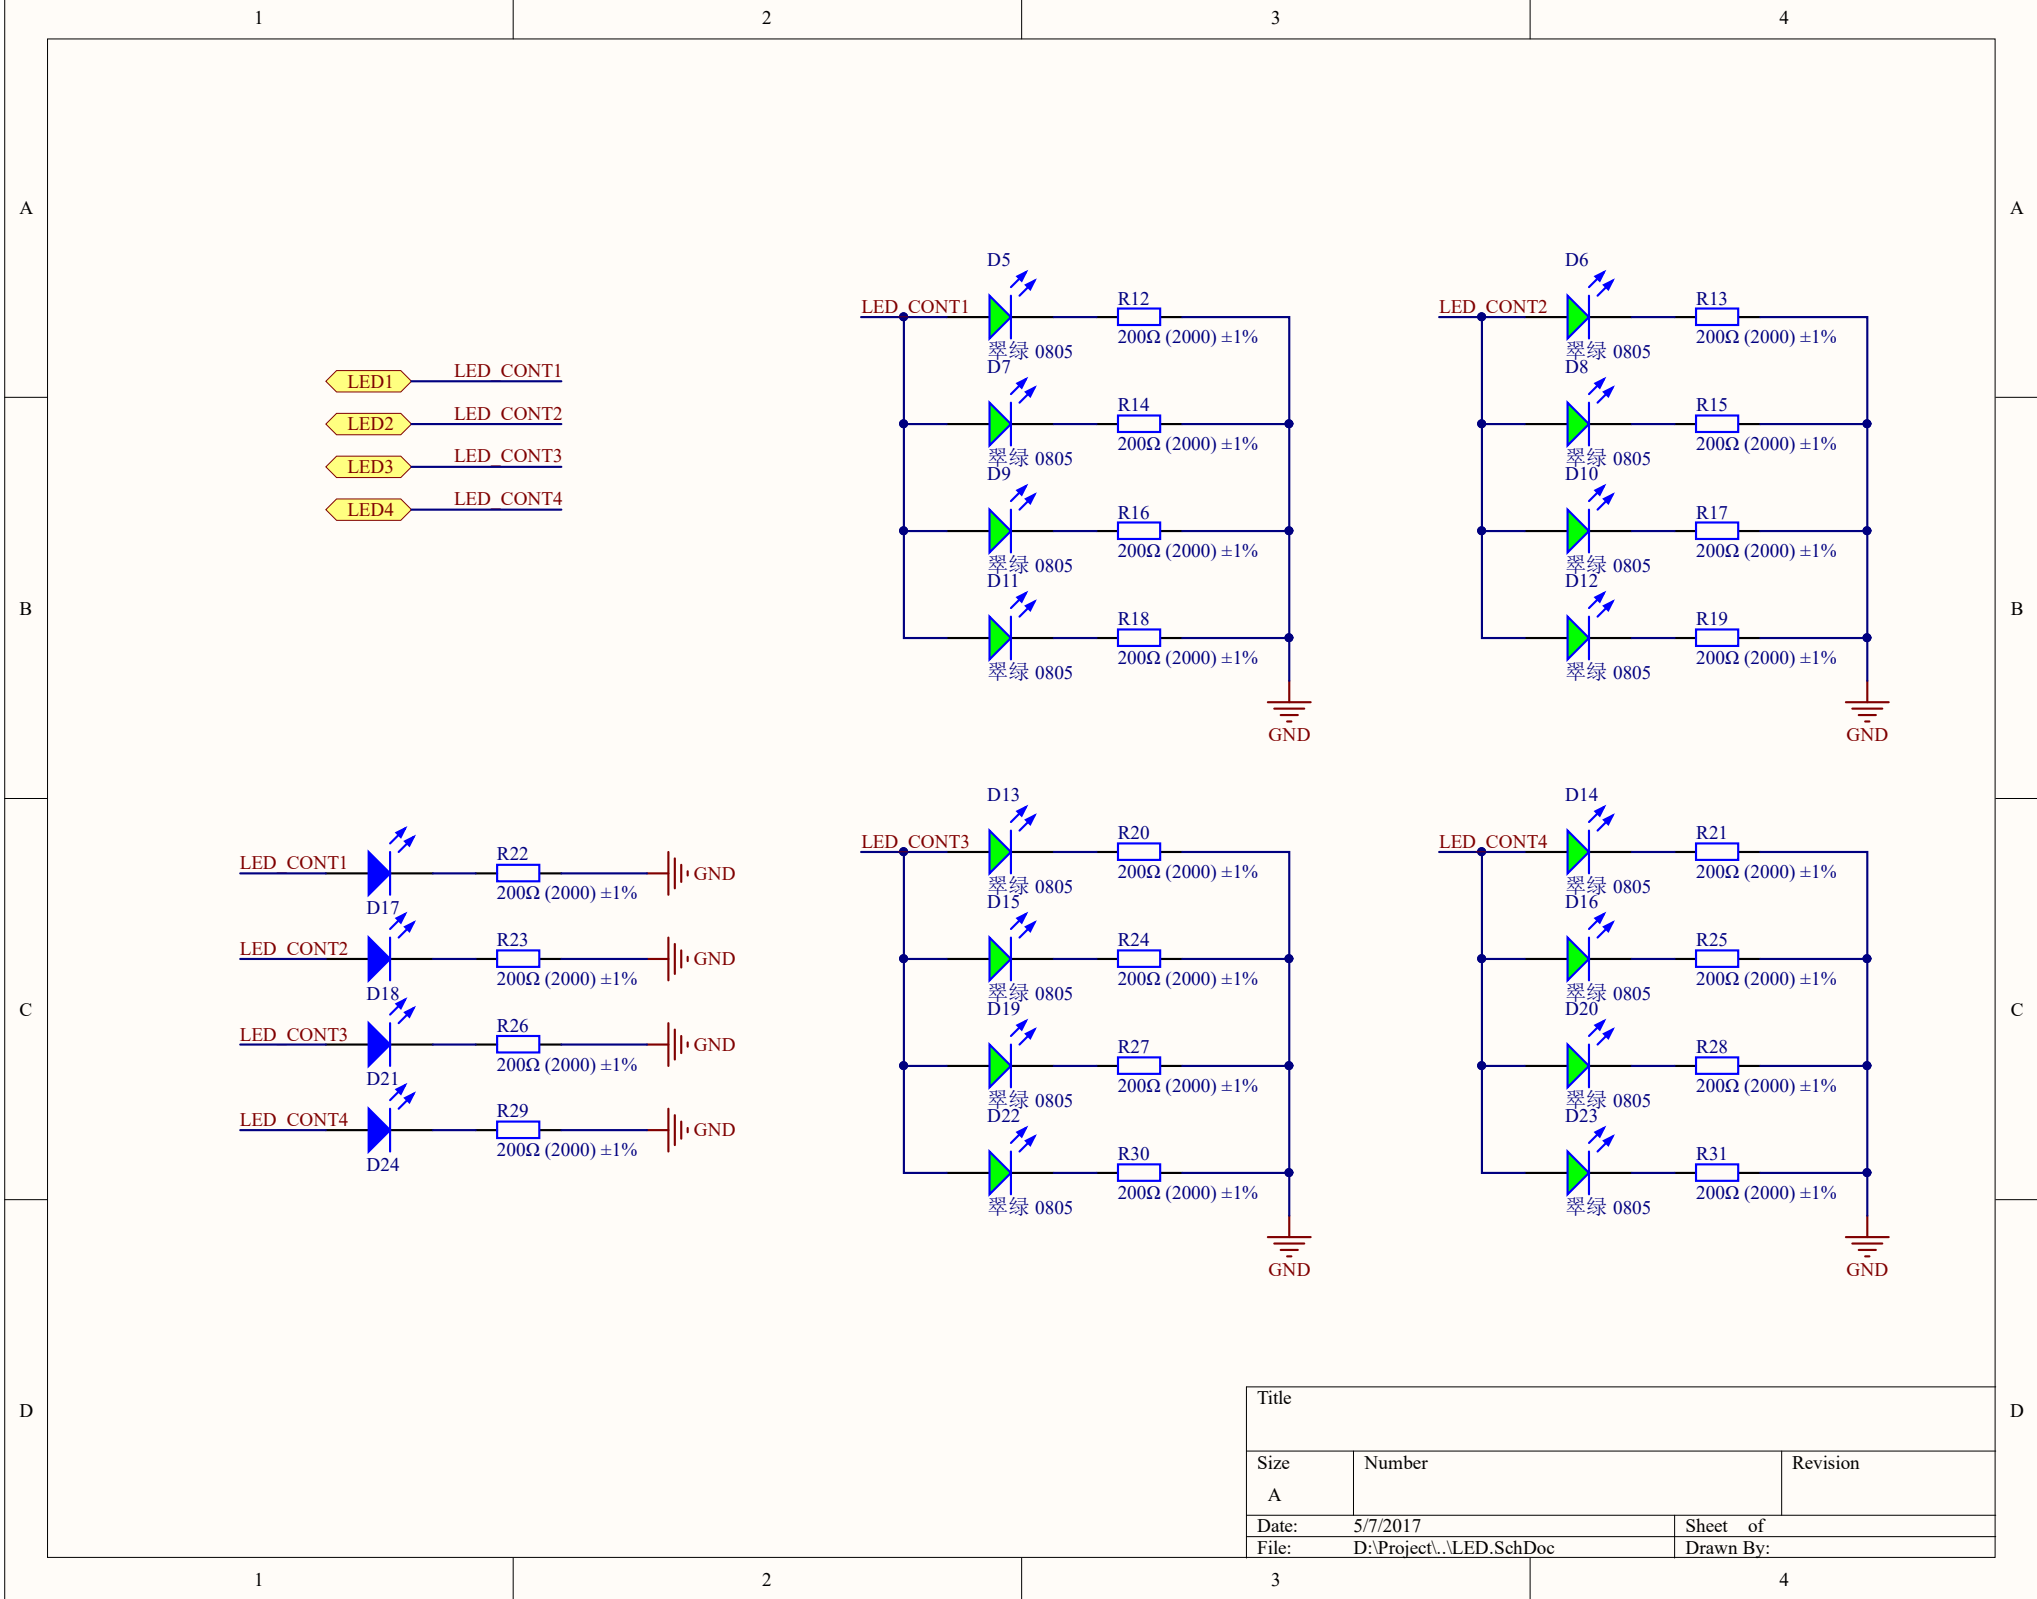 1 2 3 4
A A
B B
C C
D D
LED1 LED_CONT1
LED2 LED_CONT2
LED3 LED_CONT3
LED4 LED_CONT4
D5
LED_CONT1
R12
200Ω (2000) ±1%
翠绿 0805
D7
R14
200Ω (2000) ±1%
翠绿 0805
D9
R16
200Ω (2000) ±1%
翠绿 0805
D11
R18
200Ω (2000) ±1%
翠绿 0805
GND
D6
LED_CONT2
R13
200Ω (2000) ±1%
翠绿 0805
D8
R15
200Ω (2000) ±1%
翠绿 0805
D10
R17
200Ω (2000) ±1%
翠绿 0805
D12
R19
200Ω (2000) ±1%
翠绿 0805
GND
LED_CONT1
R22
200Ω (2000) ±1%
GND
D17
LED_CONT2
R23
200Ω (2000) ±1%
GND
D18
LED_CONT3
R26
200Ω (2000) ±1%
GND
D21
LED_CONT4
R29
200Ω (2000) ±1%
GND
D24
D13
LED_CONT3
R20
200Ω (2000) ±1%
翠绿 0805
D15
R24
200Ω (2000) ±1%
翠绿 0805
D19
R27
200Ω (2000) ±1%
翠绿 0805
D22
R30
200Ω (2000) ±1%
翠绿 0805
GND
D14
LED_CONT4
R21
200Ω (2000) ±1%
翠绿 0805
D16
R25
200Ω (2000) ±1%
翠绿 0805
D20
R28
200Ω (2000) ±1%
翠绿 0805
D23
R31
200Ω (2000) ±1%
翠绿 0805
GND
Title
Size Number Revision
A
Date: 5/7/2017 Sheet of
File: D:\Project\..\LED.SchDoc Drawn By:
1 2 3 4